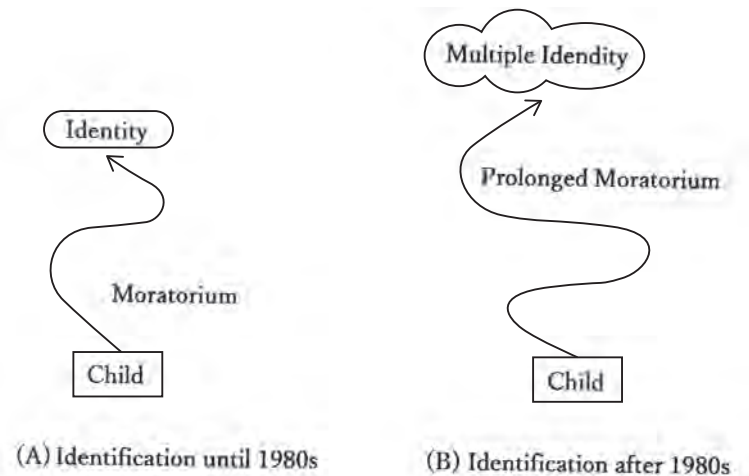 Identity
Moratorium
Child
(A) Identification until 1980s
Multiple Idendity
Prolonged Moratorium
Child
(B) Identification after 1980s